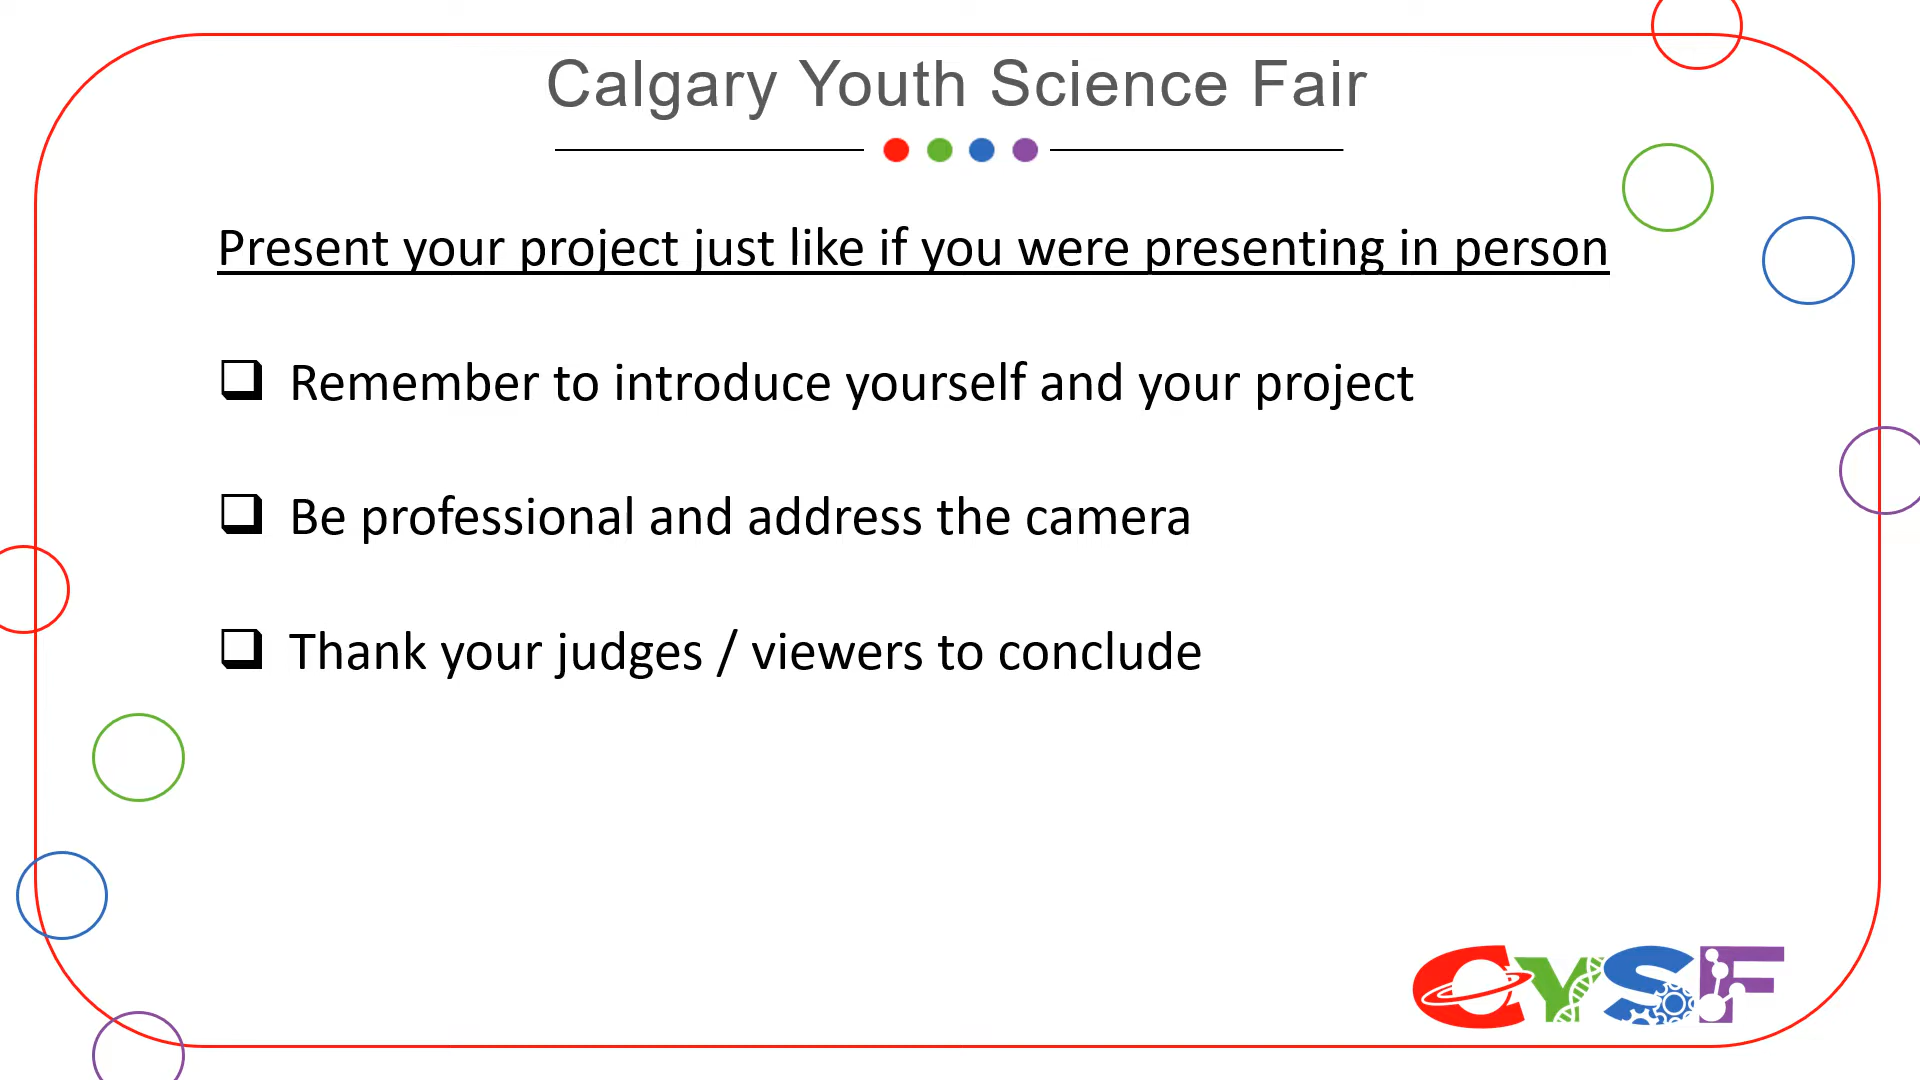 Calgary Youth Science Fair
Present your project just like if you were presenting in person
Remember to introduce yourself and your project
Be professional and address the camera
Thank your judges / viewers to conclude
CYSF